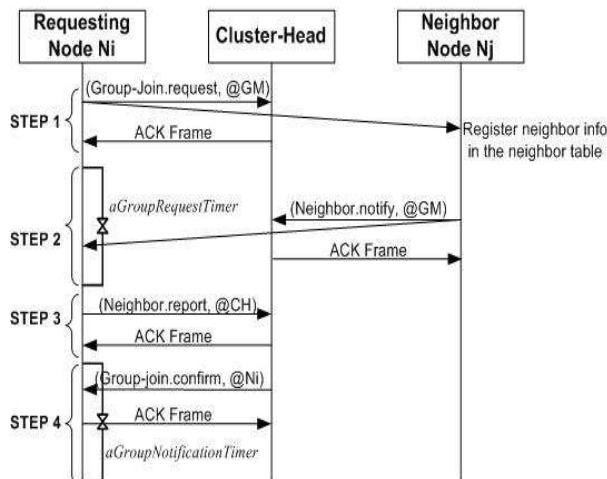 Requesting
Node Ni
Cluster-Head
Neighbor
Node Nj
STEP 1
(Group-Join.request, @GM)
ACK Frame
Register neighbor info
in the neighbor table
STEP 2
aGroupRequestTimer
(Neighbor.notify, @GM)
ACK Frame
STEP 3
(Neighbor.report, @CH)
ACK Frame
STEP 4
(Group-join.confirm, @Ni)
ACK Frame
aGroupNotificationTimer